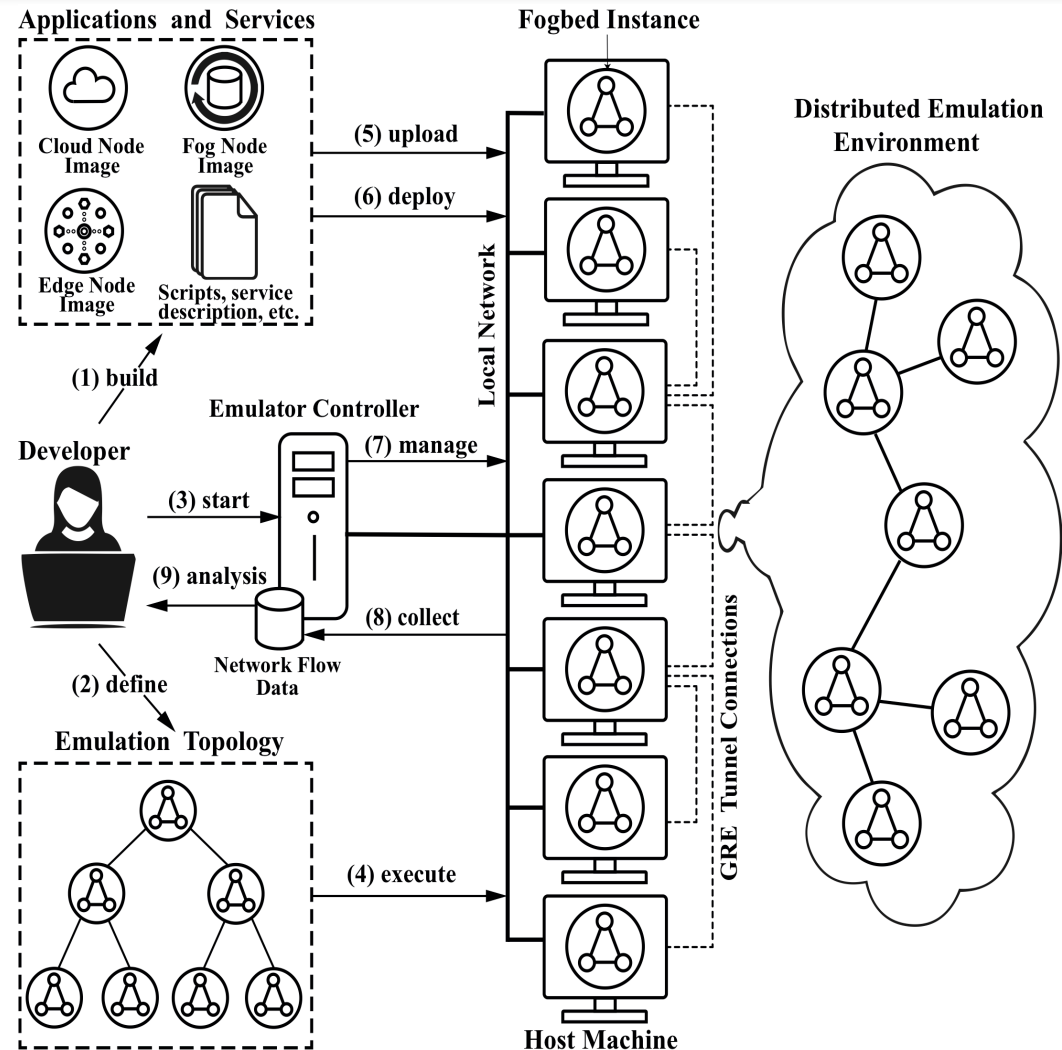 Applications and Services
Cloud Node
Image
Fog Node
Image
Edge Node
Image
Scripts, service
description, etc.
(1) build
Developer
(2) define
Emulation Topology
Emulator Controller
(3) start
(9) analysis
Network Flow
Data
(5) upload
(6) deploy
(7) manage
(8) collect
(4) execute
Local Network
Fogbed Instance
Host Machine
GRE Tunnel Connections
Distributed Emulation
Environment